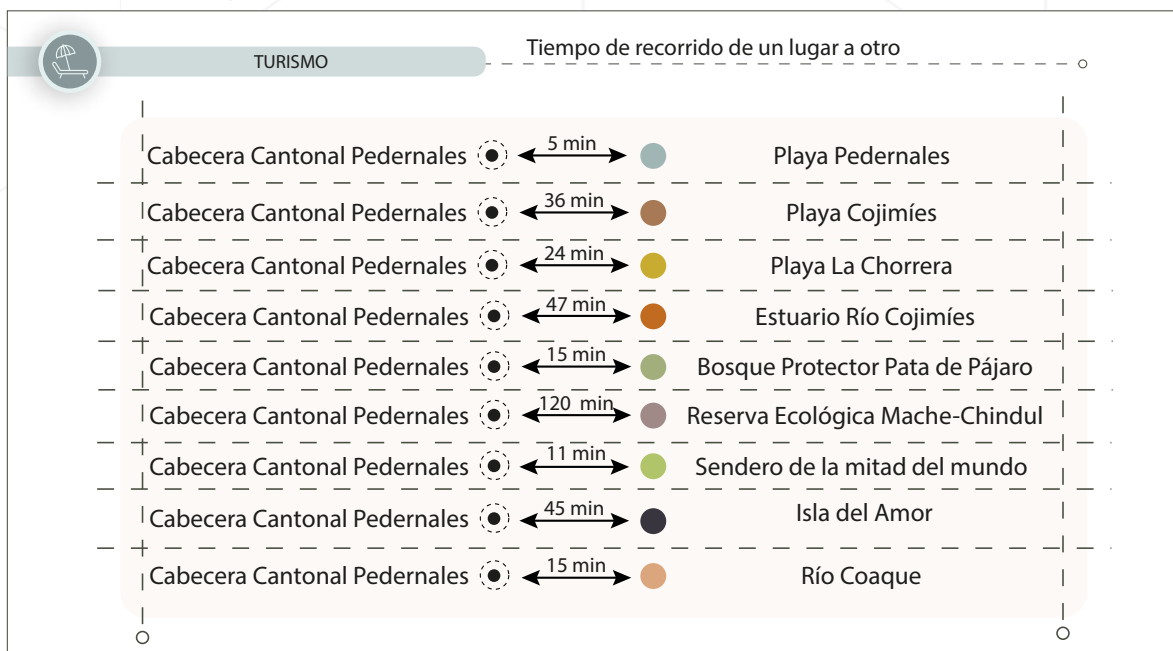 TURISMO
Tiempo de recorrido de un lugar a otro
Cabecera Cantonal Pedernales 5 min Playa Pedernales
Cabecera Cantonal Pedernales 36 min Playa Cojimíes
Cabecera Cantonal Pedernales 24 min Playa La Chorrera
Cabecera Cantonal Pedernales 47 min Estuario Río Cojimíes
Cabecera Cantonal Pedernales 15 min Bosque Protector Pata de Pájaro
Cabecera Cantonal Pedernales 120 min Reserva Ecológica Mache-Chindul
Cabecera Cantonal Pedernales 11 min Sendero de la mitad del mundo
Cabecera Cantonal Pedernales 45 min Isla del Amor
Cabecera Cantonal Pedernales 15 min Río Coaque